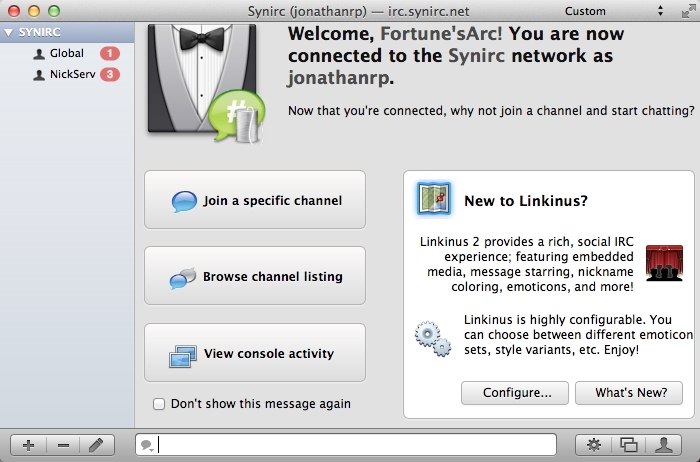 Synirc (jonathanrp) — irc.synirc.net
Custom
SYNIRC
Global 1
NickServ 3
Welcome, Fortune'sArc! You are now
connected to the Synirc network as
jonathanrp.
Now that you're connected, why not join a channel and start chatting?
#
Join a specific channel
Browse channel listing
View console activity
Don't show this message again
New to Linkinus?
Linkinus 2 provides a rich, social IRC
experience; featuring embedded
media, message starring, nickname
coloring, emoticons, and more!
Linkinus is highly configurable. You
can choose between different emoticon
sets, style variants, etc. Enjoy!
Configure...
What's New?